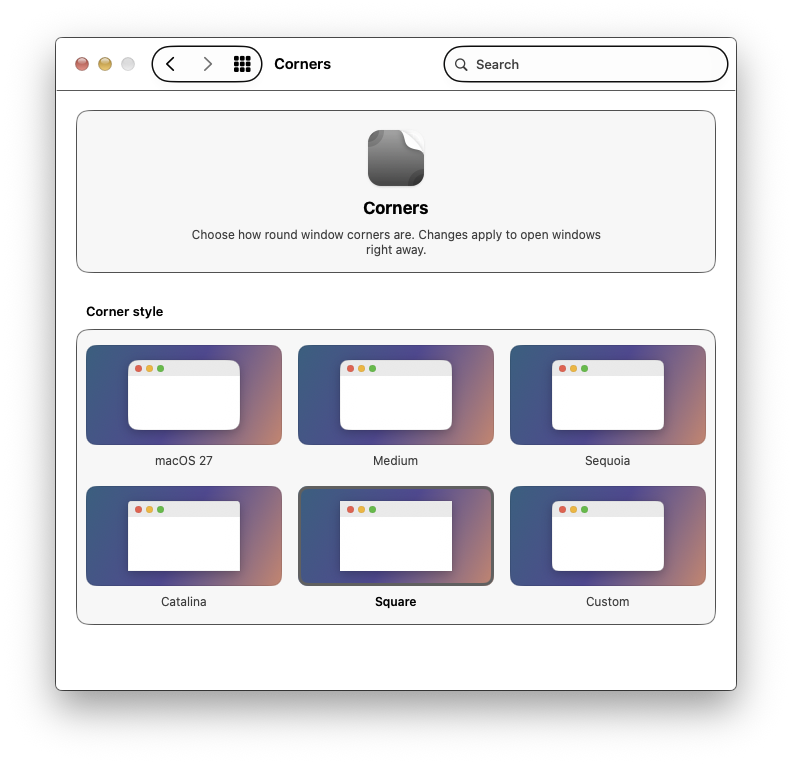 Corners
Search
Corners
Choose how round window corners are. Changes apply to open windows
right away.
Corner style
macOS 27
Medium
Sequoia
Catalina
Square
Custom